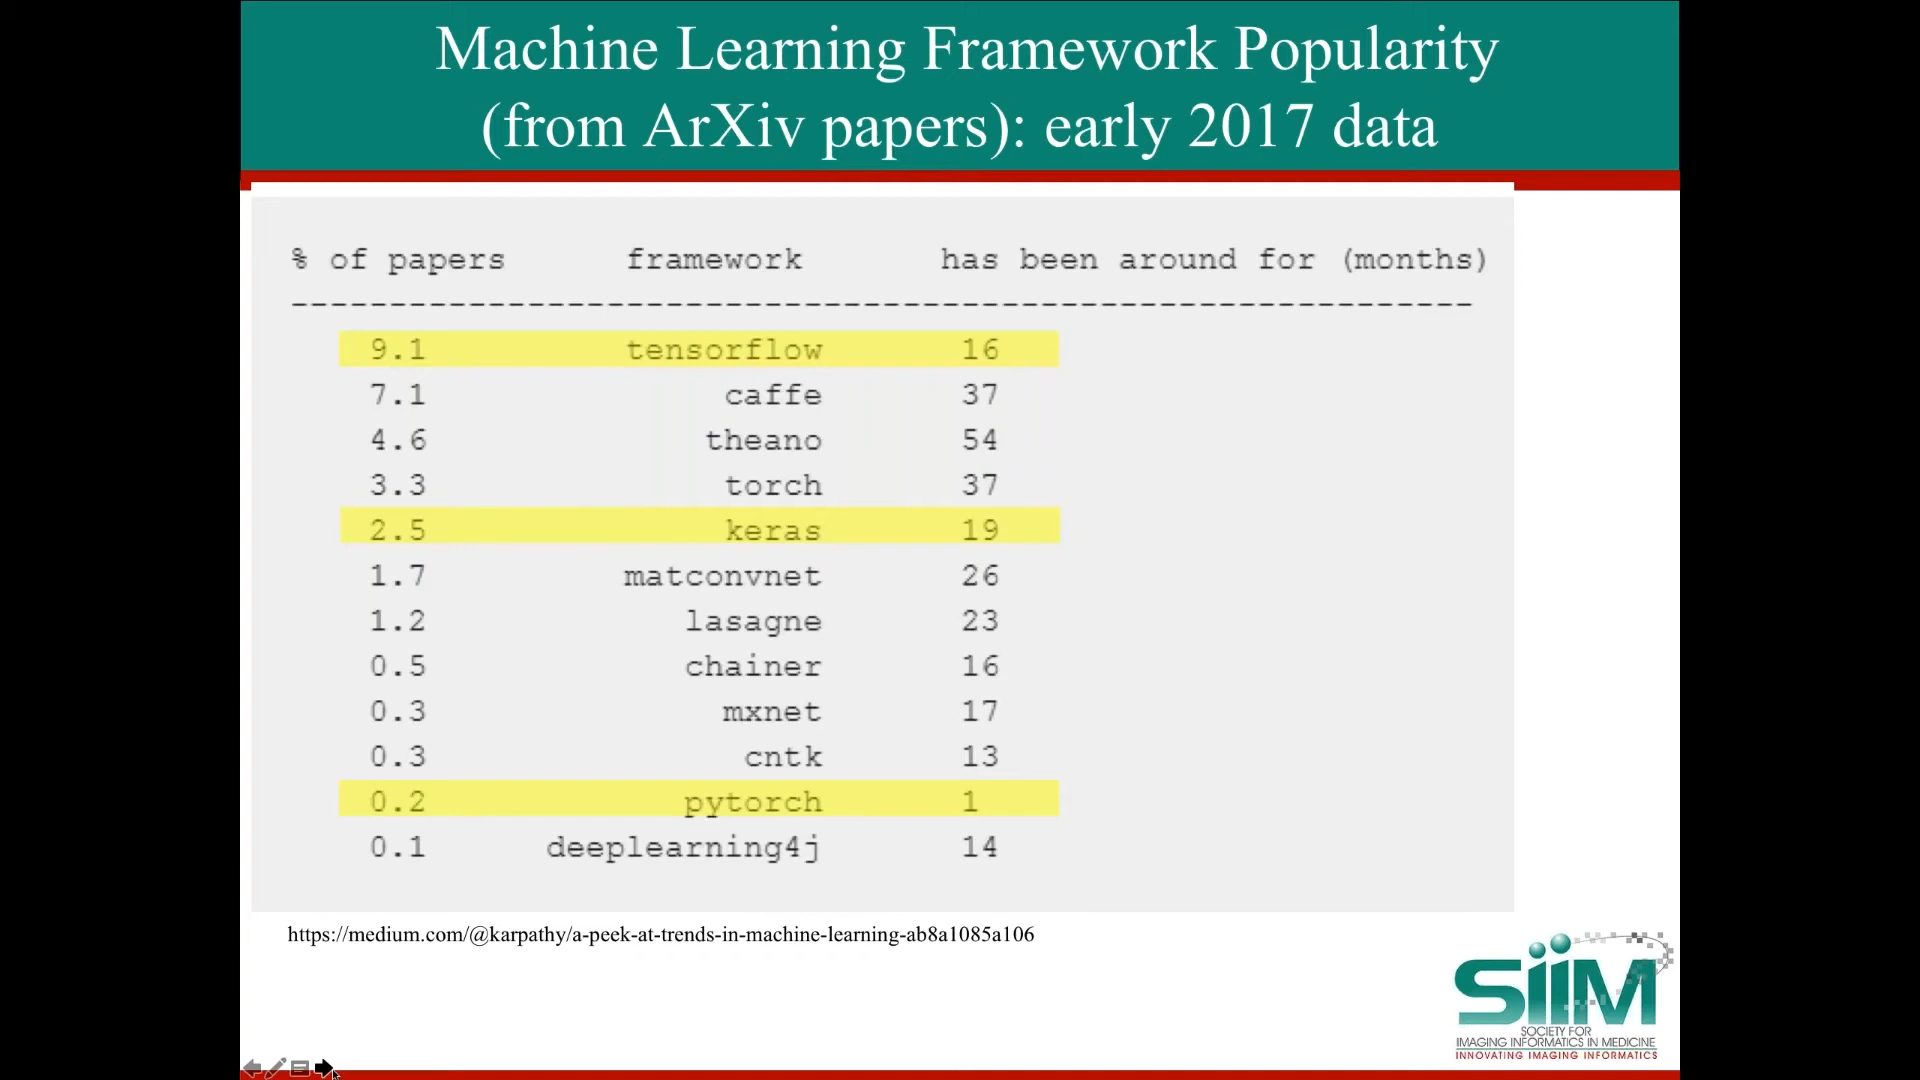 Machine Learning Framework Popularity
(from ArXiv papers): early 2017 data
% of papers framework has been around for (months)
------------------------------------------------------------
9.1 tensorflow 16
7.1 caffe 37
4.6 theano 54
3.3 torch 37
2.5 keras 19
1.7 matconvnet 26
1.2 lasagne 23
0.5 chainer 16
0.3 mxnet 17
0.3 cntk 13
0.2 pytorch 1
0.1 deeplearning4j 14
https://medium.com/@karpathy/a-peek-at-trends-in-machine-learning-ab8a1085a106
SIIM
SOCIETY FOR
IMAGING INFORMATICS IN MEDICINE
INNOVATING IMAGING INFORMATICS